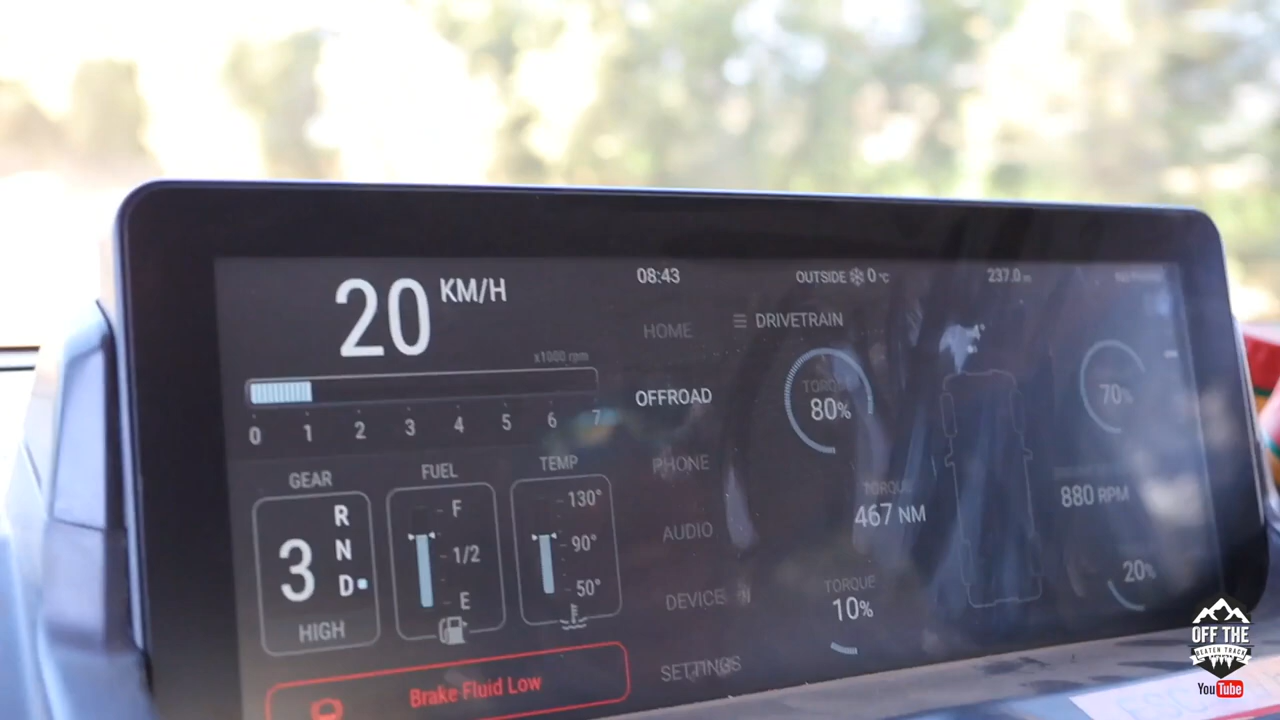 20 KM/H
08:43
OUTSIDE 0 °C
237.0 m
HOME
DRIVETRAIN
x1000 rpm
0 1 2 3 4 5 6 7
OFFROAD
TORQUE
80%
70%
GEAR
FUEL
TEMP
PHONE
3
R
N
D
HIGH
F
1/2
E
130°
90°
50°
TORQUE
467 NM
880 RPM
AUDIO
DEVICE
TORQUE
10%
20%
SETTINGS
Brake Fluid Low
OFF THE
BEATEN TRACK
YouTube